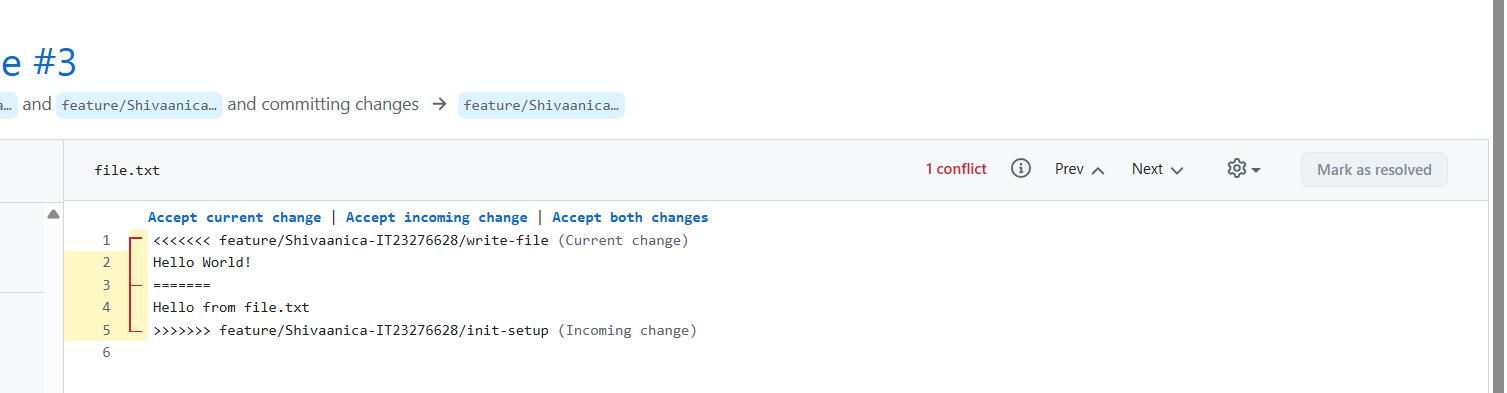 e #3
a… and feature/Shivaanica… and committing changes → feature/Shivaanica…
file.txt 1 conflict Prev Next Mark as resolved
Accept current change | Accept incoming change | Accept both changes
1 <<<<<<< feature/Shivaanica-IT23276628/write-file (Current change)
2 Hello World!
3 =======
4 Hello from file.txt
5 >>>>>>> feature/Shivaanica-IT23276628/init-setup (Incoming change)
6